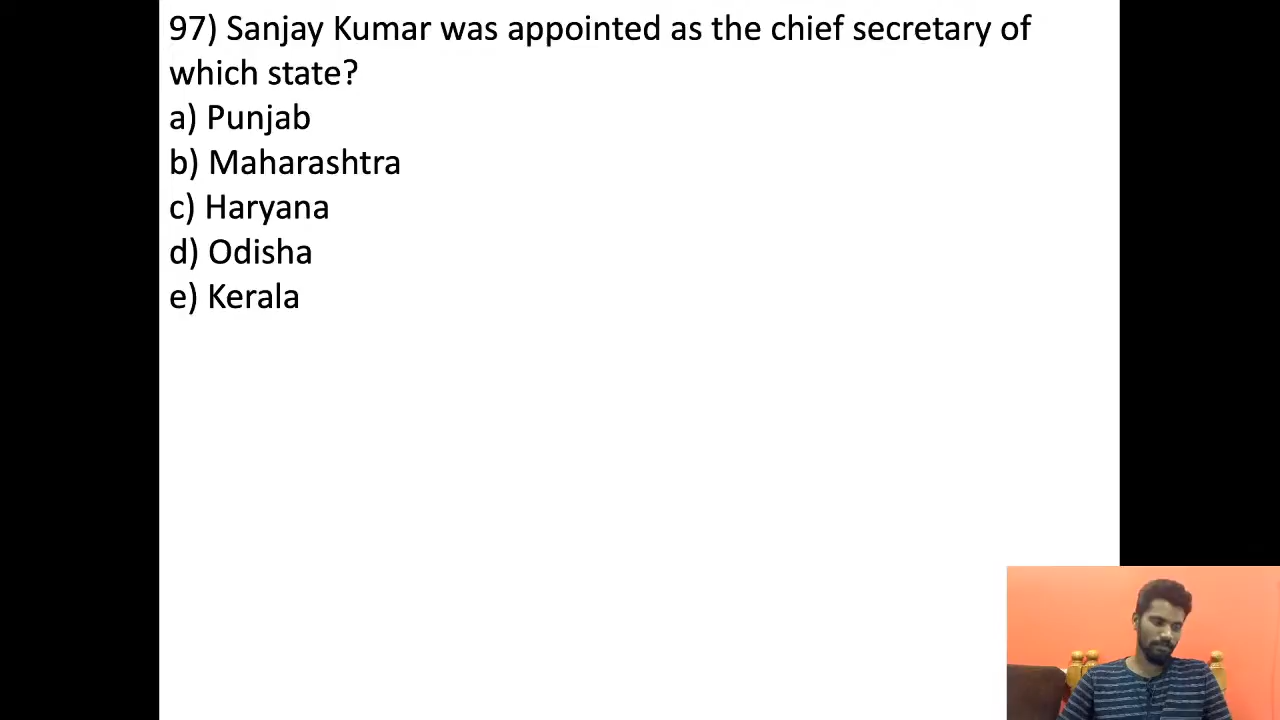 97) Sanjay Kumar was appointed as the chief secretary of
which state?
a) Punjab
b) Maharashtra
c) Haryana
d) Odisha
e) Kerala